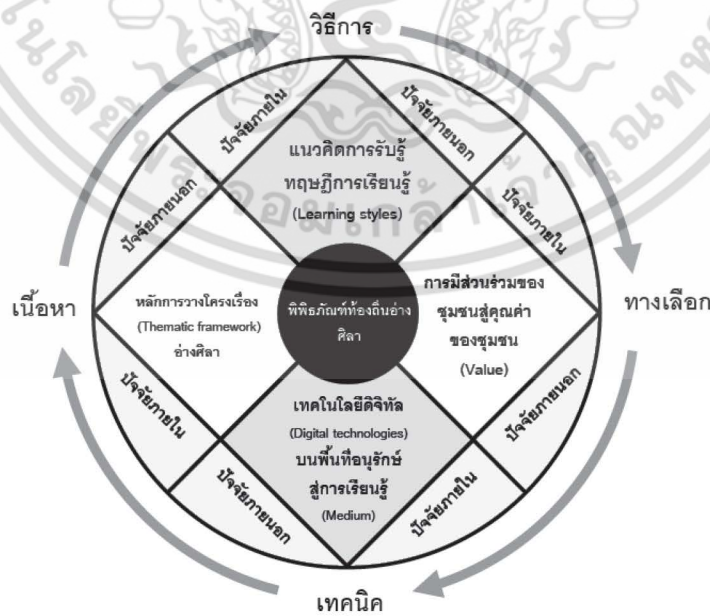 วิธีการ
ปัจจัยภายใน
ปัจจัยภายนอก
แนวคิดการรับรู้
ทฤษฎีการเรียนรู้
(Learning styles)
ปัจจัยภายนอก
ปัจจัยภายใน
เนื้อหา
หลักการวางโครงเรื่อง
(Thematic framework)
อ่างศิลา
พิพิธภัณฑ์ท้องถิ่นอ่าง
ศิลา
การมีส่วนร่วมของ
ชุมชนสู่คุณค่า
ของชุมชน
(Value)
ทางเลือก
ปัจจัยภายใน
ปัจจัยภายนอก
เทคโนโลยีดิจิทัล
(Digital technologies)
บนพื้นที่อนุรักษ์
สู่การเรียนรู้
(Medium)
ปัจจัยภายนอก
ปัจจัยภายใน
เทคนิค